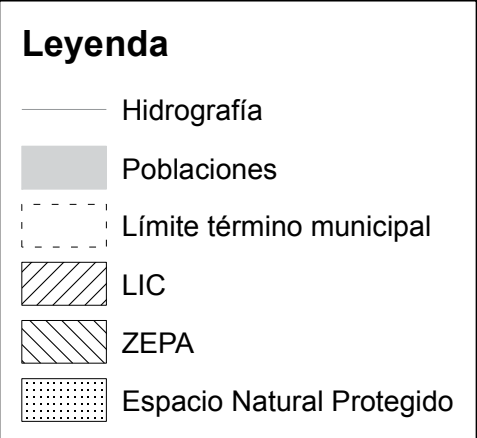 Leyenda
Hidrografía
Poblaciones
Límite término municipal
LIC
ZEPA
Espacio Natural Protegido